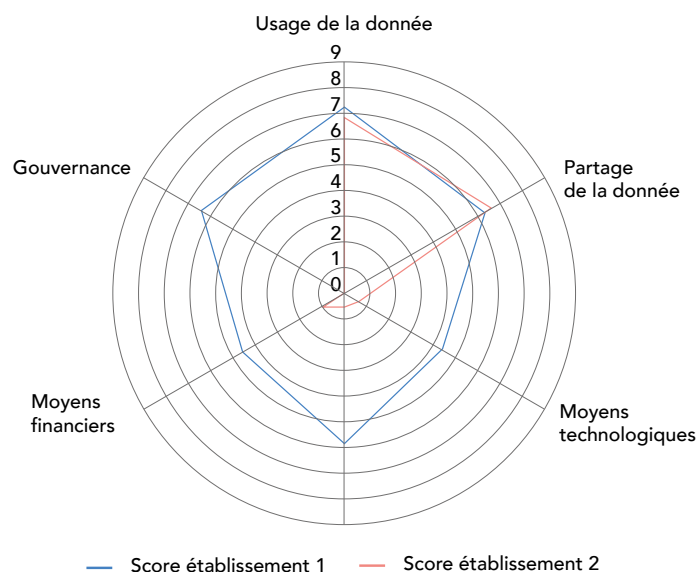 Usage de la donnée
9
8
7
6
5
4
3
2
1
0
Gouvernance
Partage
de la donnée
Moyens
financiers
Moyens
technologiques
Score établissement 1
Score établissement 2